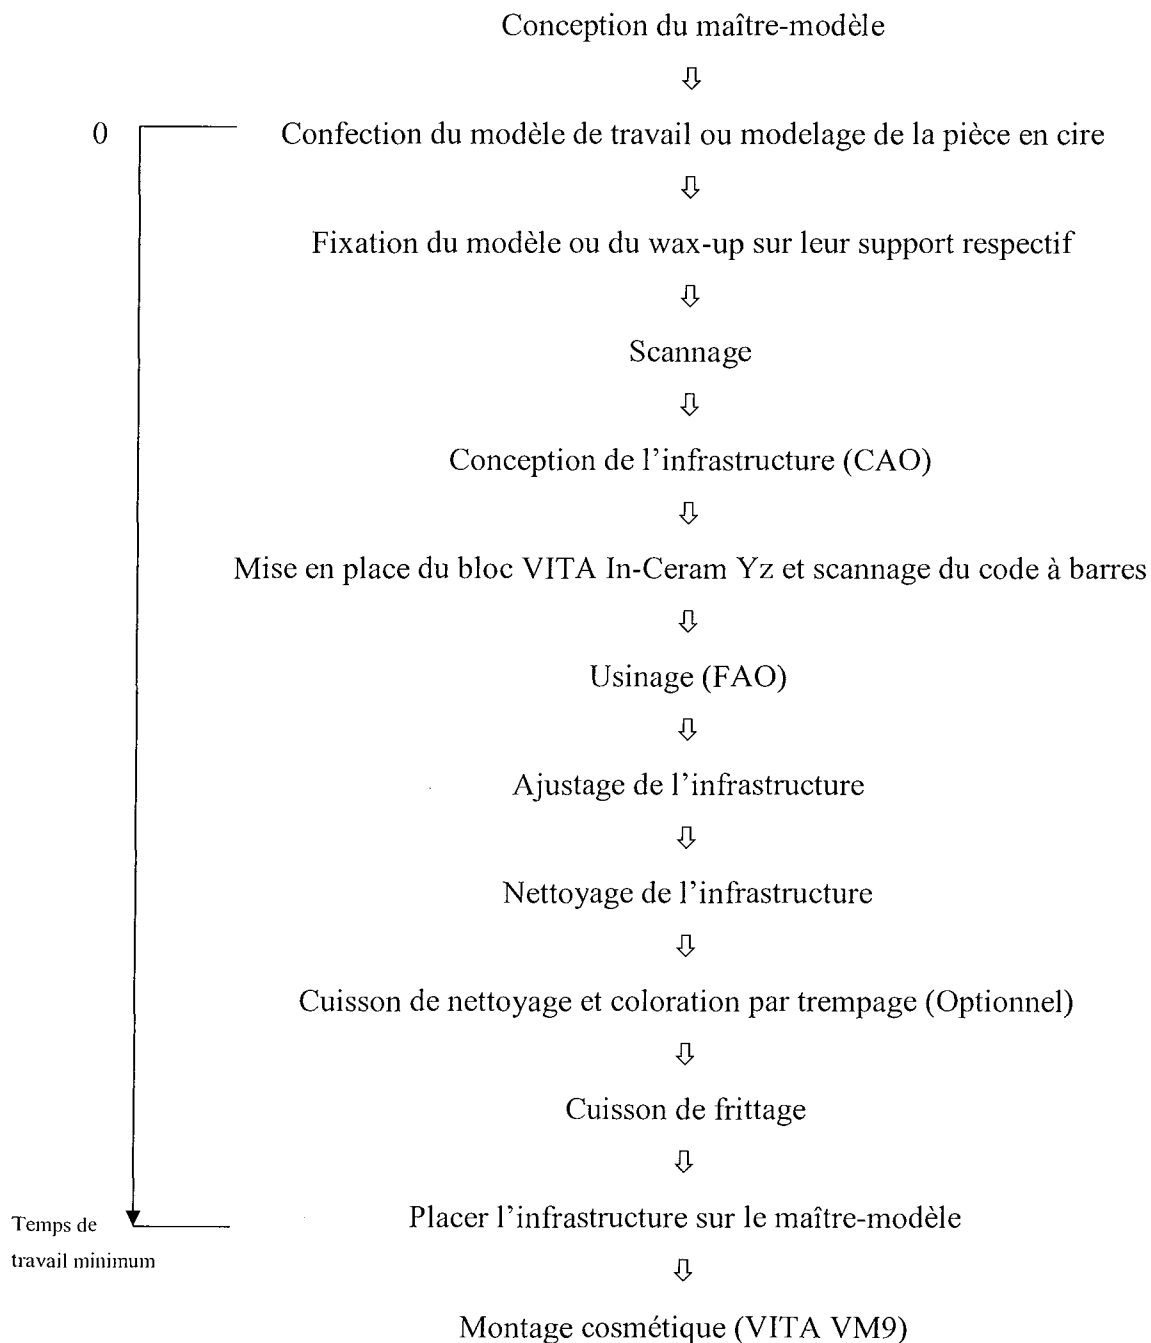 Conception du maître-modèle
0
Confection du modèle de travail ou modelage de la pièce en cire
Fixation du modèle ou du wax-up sur leur support respectif
Scannage
Conception de l'infrastructure (CAO)
Mise en place du bloc VITA In-Ceram Yz et scannage du code à barres
Usinage (FAO)
Ajustage de l'infrastructure
Nettoyage de l'infrastructure
Cuisson de nettoyage et coloration par trempage (Optionnel)
Cuisson de frittage
Placer l'infrastructure sur le maître-modèle
Temps de
travail minimum
Montage cosmétique (VITA VM9)